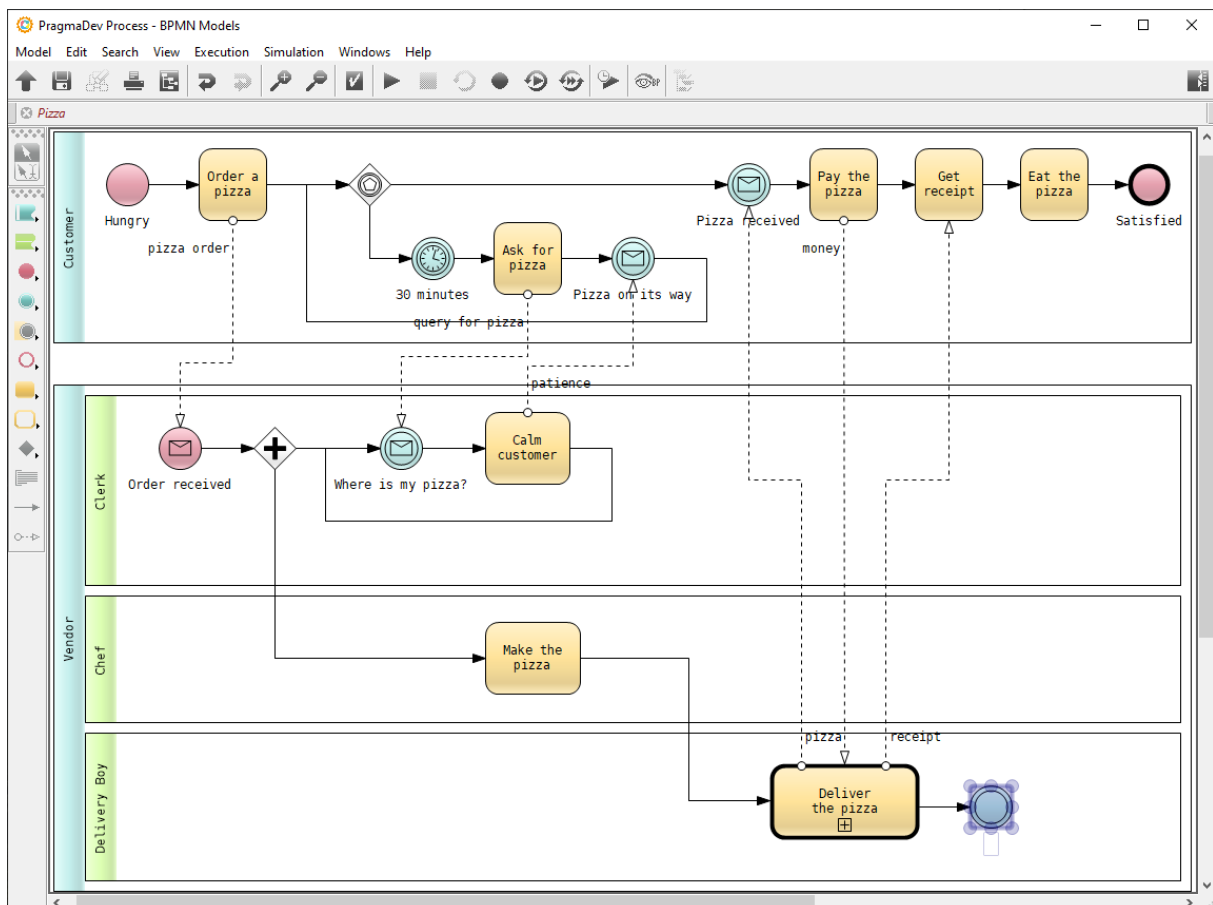 PragmaDev Process - BPMN Models
Model Edit Search View Execution Simulation Windows Help
BP
Pizza
Customer
Hungry
Order a
pizza
pizza order
30 minutes
Ask for
pizza
query for pizza
Pizza on its way
Pizza received
Pay the
pizza
money
Get
receipt
Eat the
pizza
Satisfied
Vendor
Clerk
Order received
Where is my pizza?
patience
Calm
customer
Chef
Make the
pizza
Delivery Boy
pizza
receipt
Deliver
the pizza